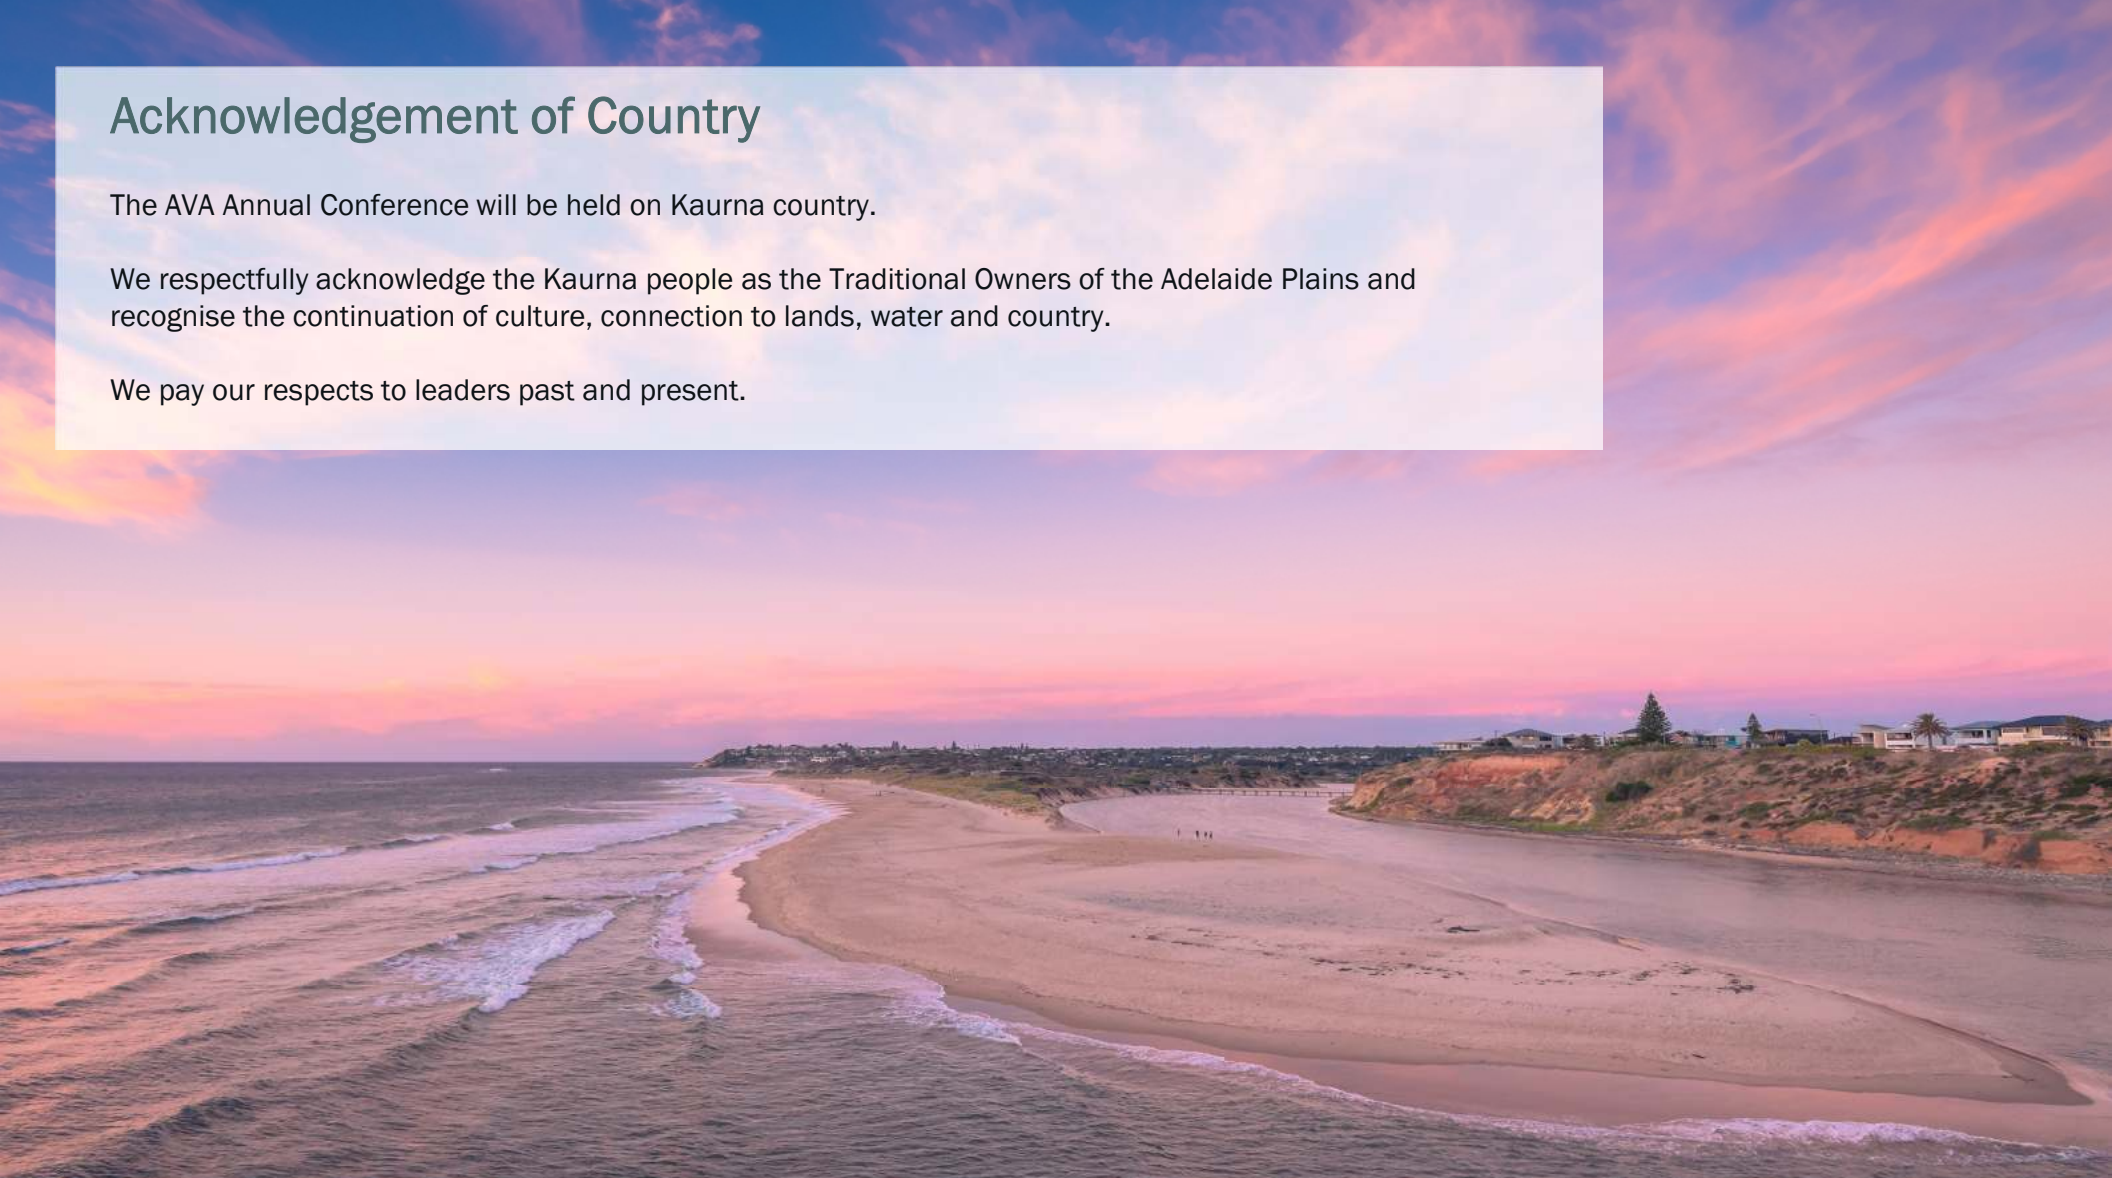 Acknowledgement of Country
The AVA Annual Conference will be held on Kaurna country.
We respectfully acknowledge the Kaurna people as the Traditional Owners of the Adelaide Plains and
recognise the continuation of culture, connection to lands, water and country.
We pay our respects to leaders past and present.